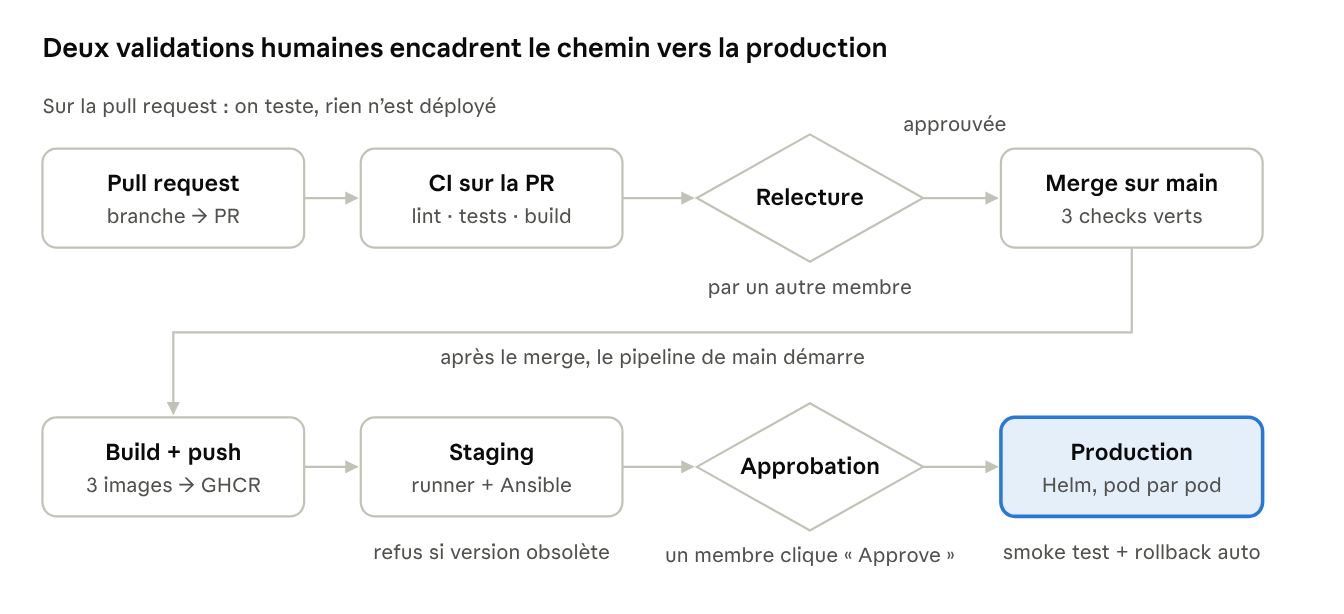 Deux validations humaines encadrent le chemin vers la production
Sur la pull request : on teste, rien n’est déployé
approuvée
Pull request
branche → PR
CI sur la PR
lint · tests · build
Relecture
Merge sur main
3 checks verts
par un autre membre
après le merge, le pipeline de main démarre
Build + push
3 images → GHCR
Staging
runner + Ansible
Approbation
Production
Helm, pod par pod
refus si version obsolète
un membre clique « Approve »
smoke test + rollback auto